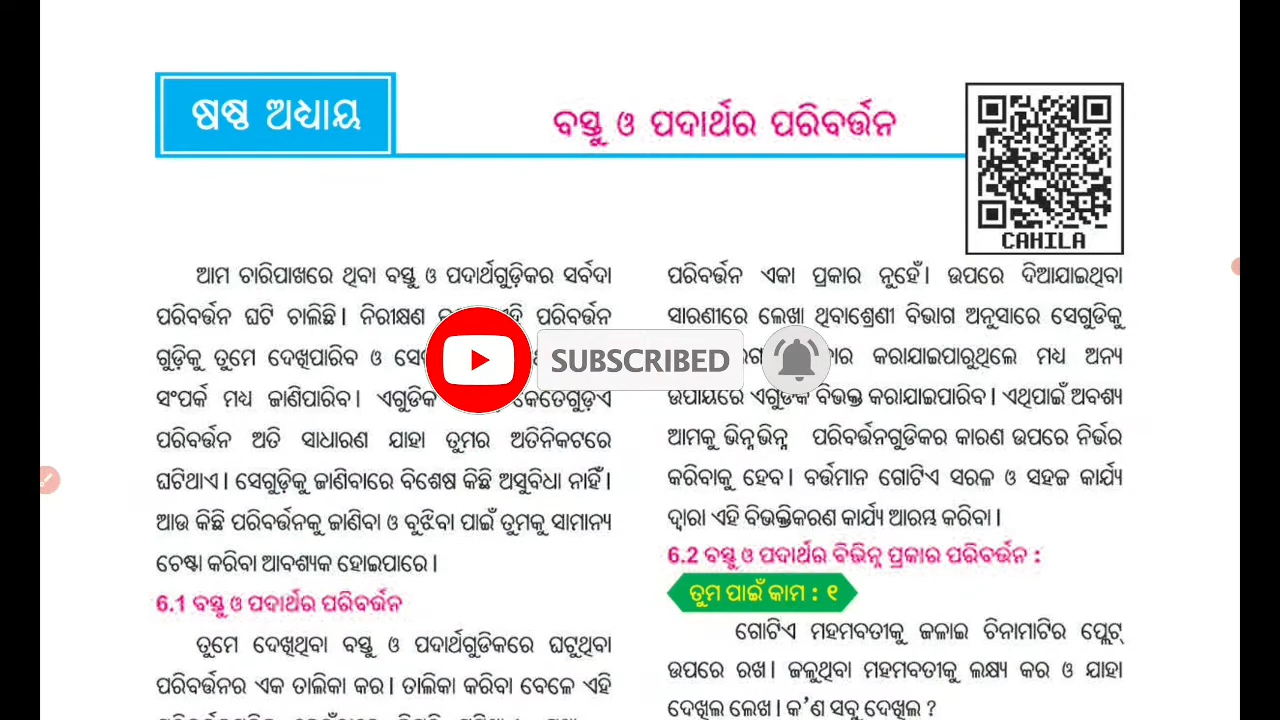 ଷଷ୍ଠ ଅଧ୍ୟାୟ
ବସ୍ତୁ ଓ ପଦାର୍ଥର ପରିବର୍ତ୍ତନ
CAHILA
ଆମ ଚାରିପାଖରେ ଥିବା ବସ୍ତୁ ଓ ପଦାର୍ଥଗୁଡ଼ିକର ସର୍ବଦା
ପରିବର୍ତ୍ତନ ଘଟି ଚାଲିଛି। ନିରୀକ୍ଷଣ ପରିବର୍ତ୍ତନ
ଗୁଡ଼ିକୁ ତୁମେ ଦେଖିପାରିବ ଓ
ସଂପର୍କ ମଧ୍ୟ ଜାଣିପାରିବ। ଏଗୁଡିକ କେତେଗୁଡ଼ିଏ
ପରିବର୍ତ୍ତନ ଅତି ସାଧାରଣ ଯାହା ତୁମର ଅତିନିକଟରେ
ଘଟିଥାଏ। ସେଗୁଡ଼ିକୁ ଜାଣିବାରେ ବିଶେଷ କିଛି ଅସୁବିଧା ନାହିଁ।
ଆଉ କିଛି ପରିବର୍ତ୍ତନକୁ ଜାଣିବା ଓ ବୁଝିବା ପାଇଁ ତୁମକୁ ସାମାନ୍ୟ
ଚେଷ୍ଟା କରିବା ଆବଶ୍ୟକ ହୋଇପାରେ।
6.1 ବସ୍ତୁ ଓ ପଦାର୍ଥର ପରିବର୍ତ୍ତନ
ତୁମେ ଦେଖିଥିବା ବସ୍ତୁ ଓ ପଦାର୍ଥଗୁଡିକରେ ଘଟୁଥିବା
ପରିବର୍ତ୍ତନର ଏକ ତାଲିକା କର। ତାଲିକା କରିବା ବେଳେ ଏହି
ପରିବର୍ତ୍ତନ ଏକା ପ୍ରକାର ନୁହେଁ। ଉପରେ ଦିଆଯାଇଥିବା
ସାରଣୀରେ ଲେଖା ଥିବାଶ୍ରେଣୀ ବିଭାଗ ଅନୁସାରେ ସେଗୁଡିକୁ
କରାଯାଇପାରୁଥିଲେ ମଧ୍ୟ ଅନ୍ୟ
ଉପାୟରେ ଏଗୁଡିକ ବିଭକ୍ତ କରାଯାଇପାରିବ। ଏଥିପାଇଁ ଅବଶ୍ୟ
ଆମକୁ ଭିନ୍ନଭିନ୍ନ ପରିବର୍ତ୍ତନଗୁଡିକର କାରଣ ଉପରେ ନିର୍ଭର
କରିବାକୁ ହେବ। ବର୍ତ୍ତମାନ ଗୋଟିଏ ସରଳ ଓ ସହଜ କାର୍ଯ୍ୟ
ଦ୍ୱାରା ଏହି ବିଭକ୍ତିକରଣ କାର୍ଯ୍ୟ ଆରମ୍ଭ କରିବା।
6.2 ବସ୍ତୁ ଓ ପଦାର୍ଥର ବିଭିନ୍ନ ପ୍ରକାର ପରିବର୍ତ୍ତନ :
ତୁମ ପାଇଁ କାମ : ୧
ଗୋଟିଏ ମହମବତୀକୁ ଜଳାଇ ଚିନାମାଟିର ପ୍ଲେଟ୍
ଉପରେ ରଖ। ଜଳୁଥିବା ମହମବତୀକୁ ଲକ୍ଷ୍ୟ କର ଓ ଯାହା
ଦେଖିଲ ଲେଖ। କ'ଣ ସବୁ ଦେଖିଲ ?
SUBSCRIBED